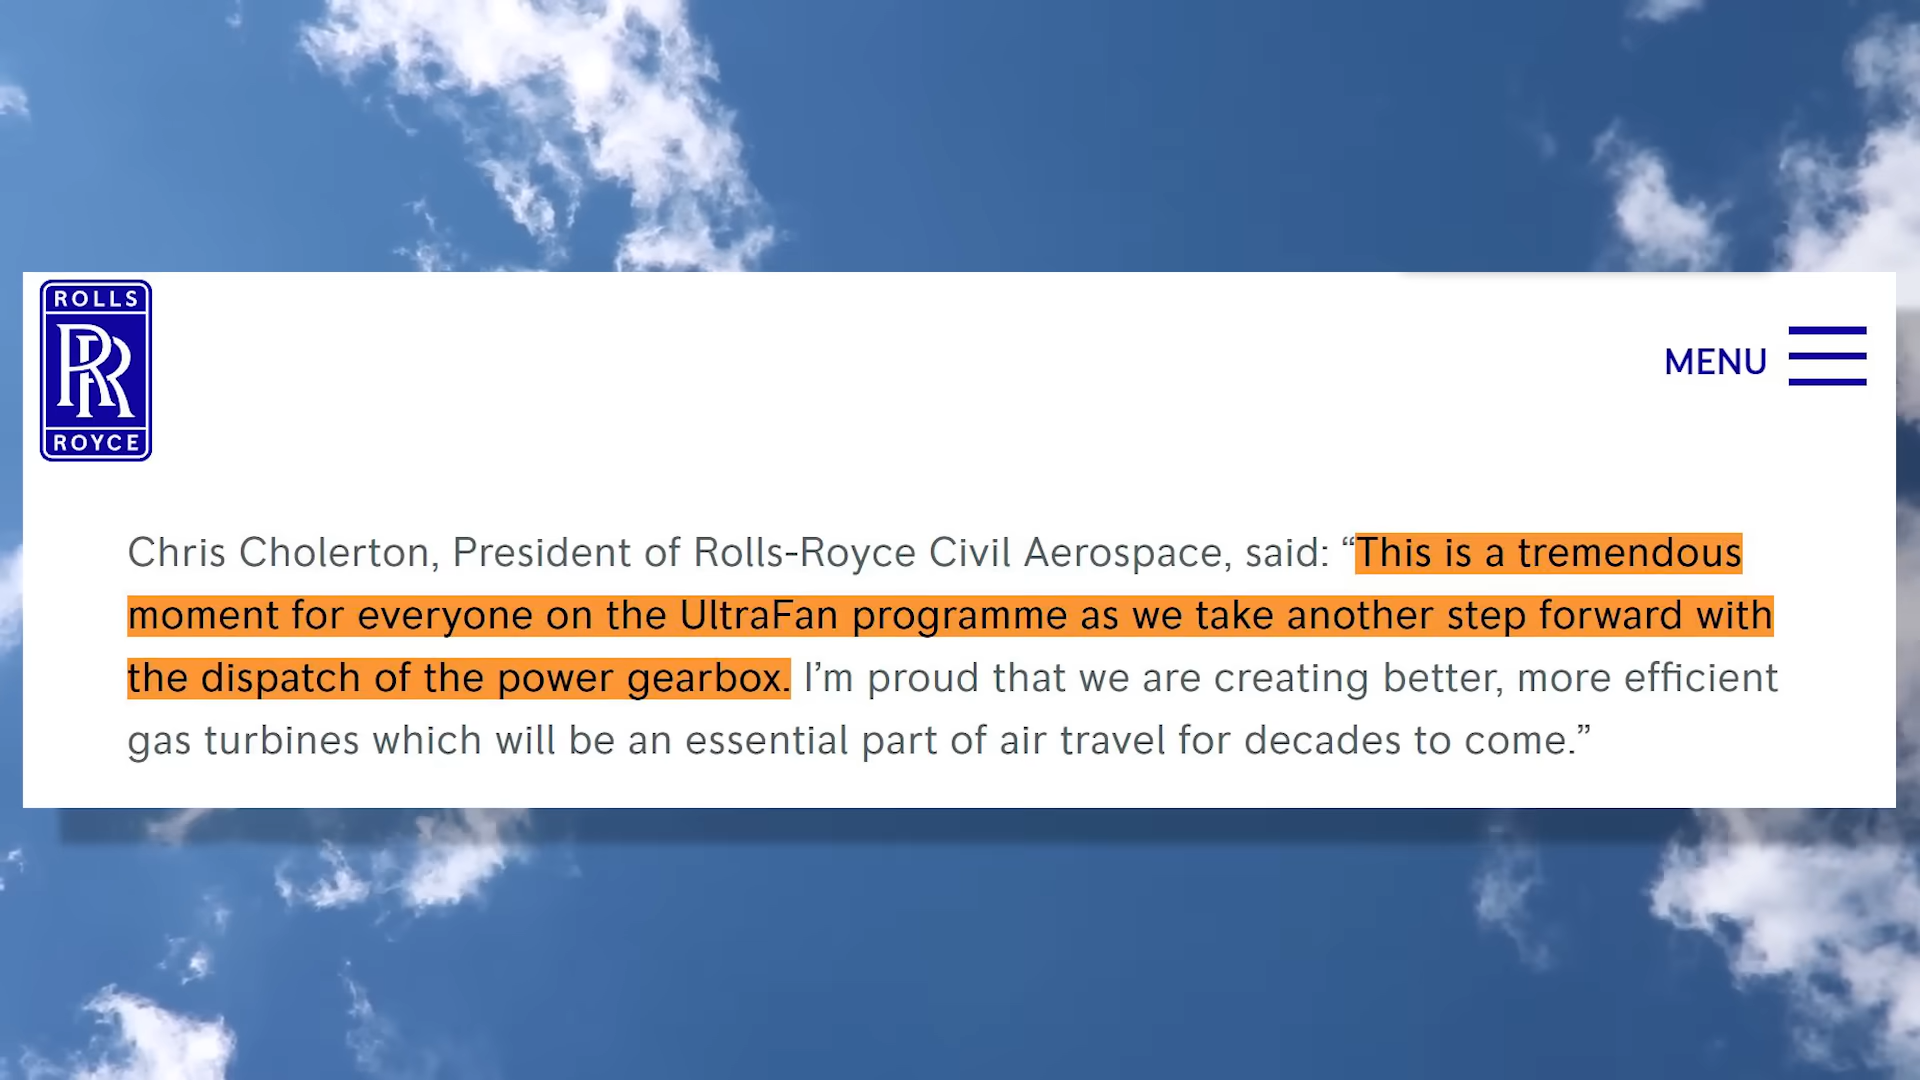 ROLLS
RR
ROYCE
MENU
Chris Cholerton, President of Rolls-Royce Civil Aerospace, said: “This is a tremendous
moment for everyone on the UltraFan programme as we take another step forward with
the dispatch of the power gearbox. I’m proud that we are creating better, more efficient
gas turbines which will be an essential part of air travel for decades to come.”